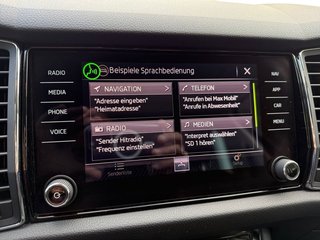 Beispiele Sprachbedienung
RADIO
MEDIA
PHONE
VOICE
NAVIGATION
"Adresse eingeben"
"Heimatadresse"
TELEFON
"Anrufen bei Max Mobil"
"Anrufe in Abwesenheit"
RADIO
"Sender Hitradio"
"Frequenz einstellen"
MEDIEN
"Interpret auswählen"
"SD 1 hören"
Senderliste
NAV
CAR
APP
MENU